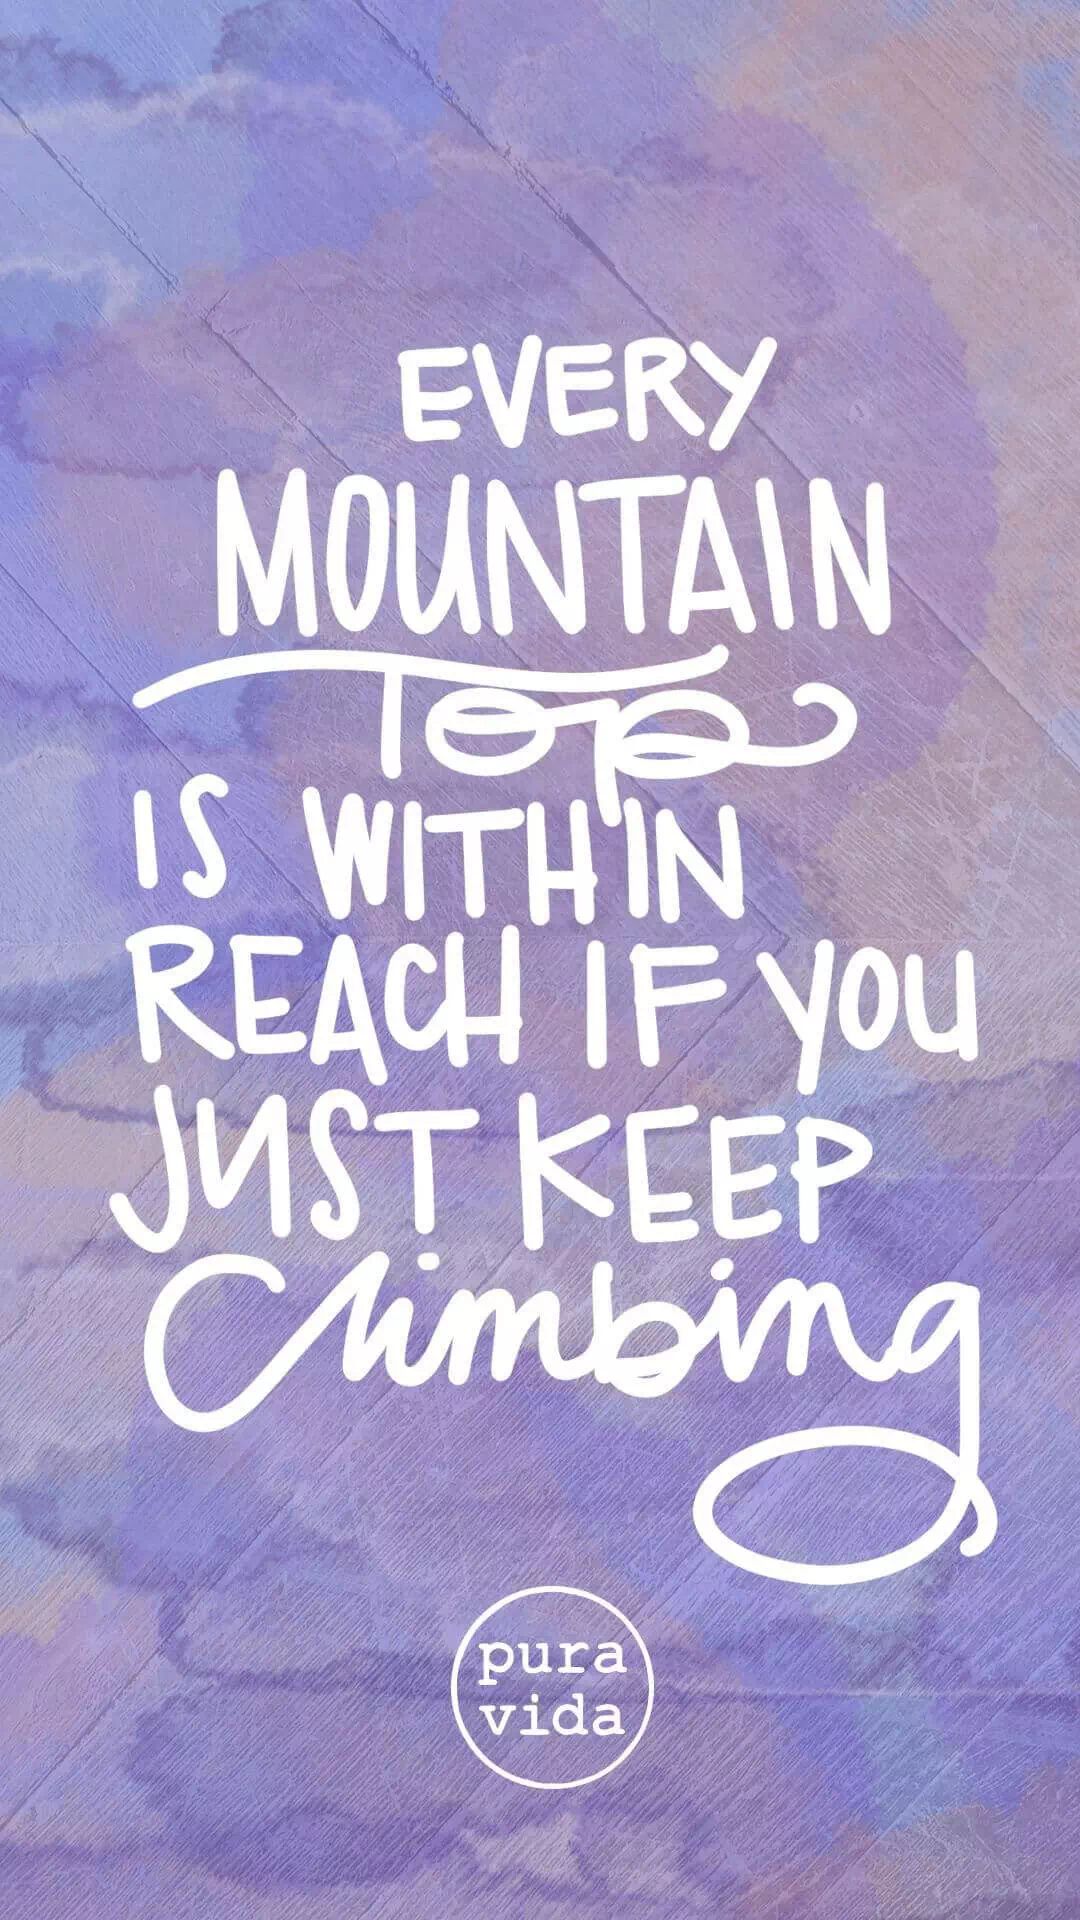 EVERY
MOUNTAIN
Top
IS WITHIN
REACH IF YOU
JUST KEEP
Climbing
pura
vida